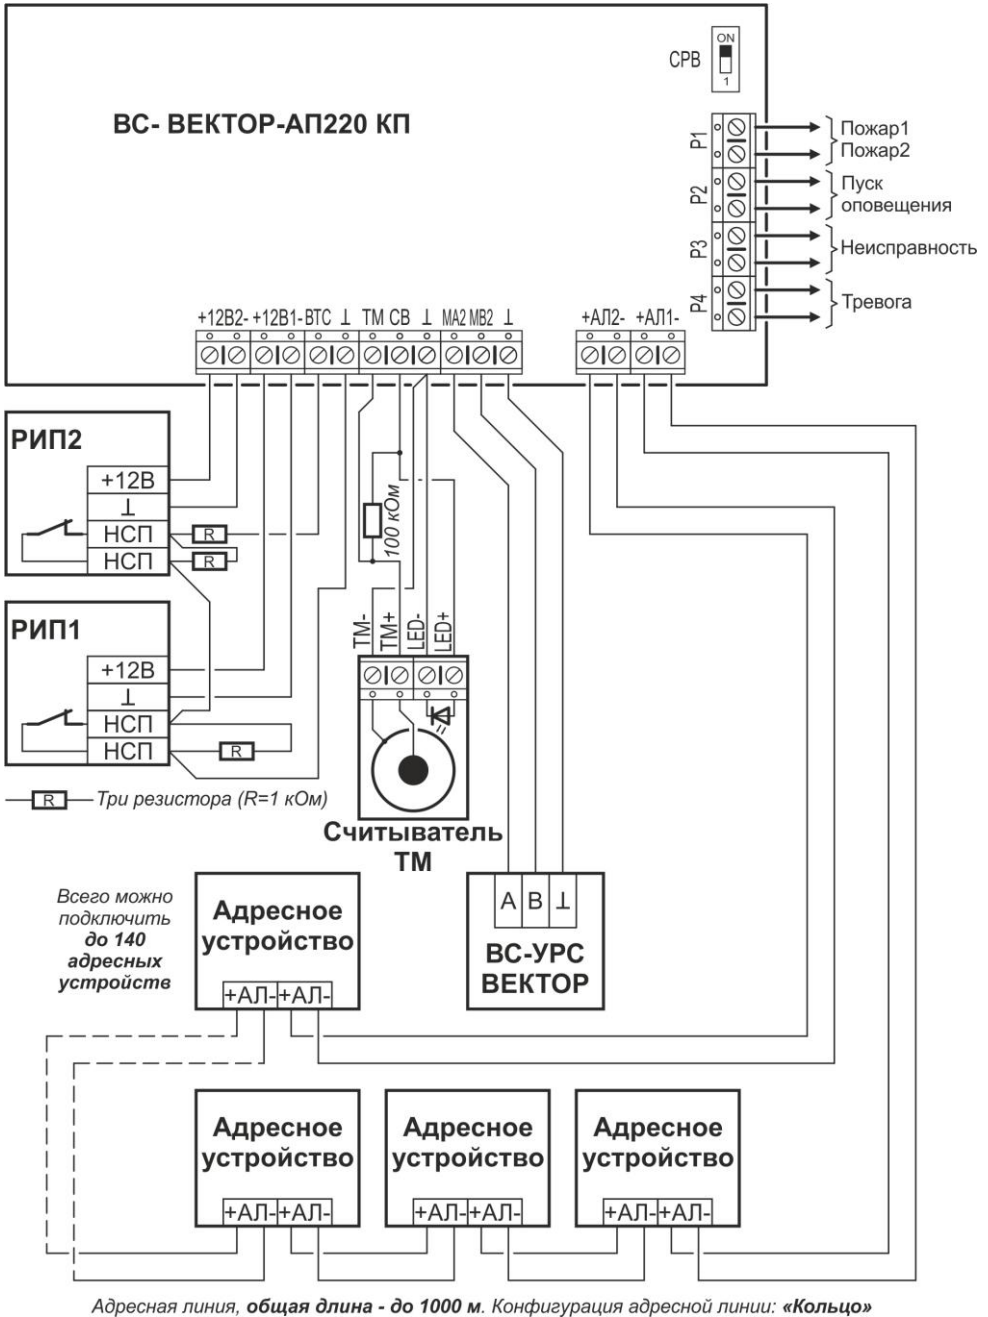 ON
СРВ
1
ВС- ВЕКТОР-АП220 КП
Р1
Пожар1
Пожар2
Р2
Пуск
оповещения
Р3
Неисправность
Р4
Тревога
+12В2- +12В1- ВТС ⊥ ТМ СВ ⊥ МА2 МВ2 ⊥ +АЛ2- +АЛ1-
РИП2
+12В
⊥
НСП
R
НСП
R
100 кОм
РИП1
+12В
⊥
НСП
НСП
R
ТМ-
ТМ+
LED-
LED+
R
Три резистора (R=1 кОм)
Считыватель
ТМ
А В ⊥
ВС-УРС
ВЕКТОР
Всего можно
подключить
до 140
адресных
устройств
Адресное
устройство
+АЛ-+АЛ-
Адресное
устройство
+АЛ-+АЛ-
Адресное
устройство
+АЛ-+АЛ-
Адресное
устройство
+АЛ-+АЛ-
Адресная линия, общая длина - до 1000 м. Конфигурация адресной линии: «Кольцо»